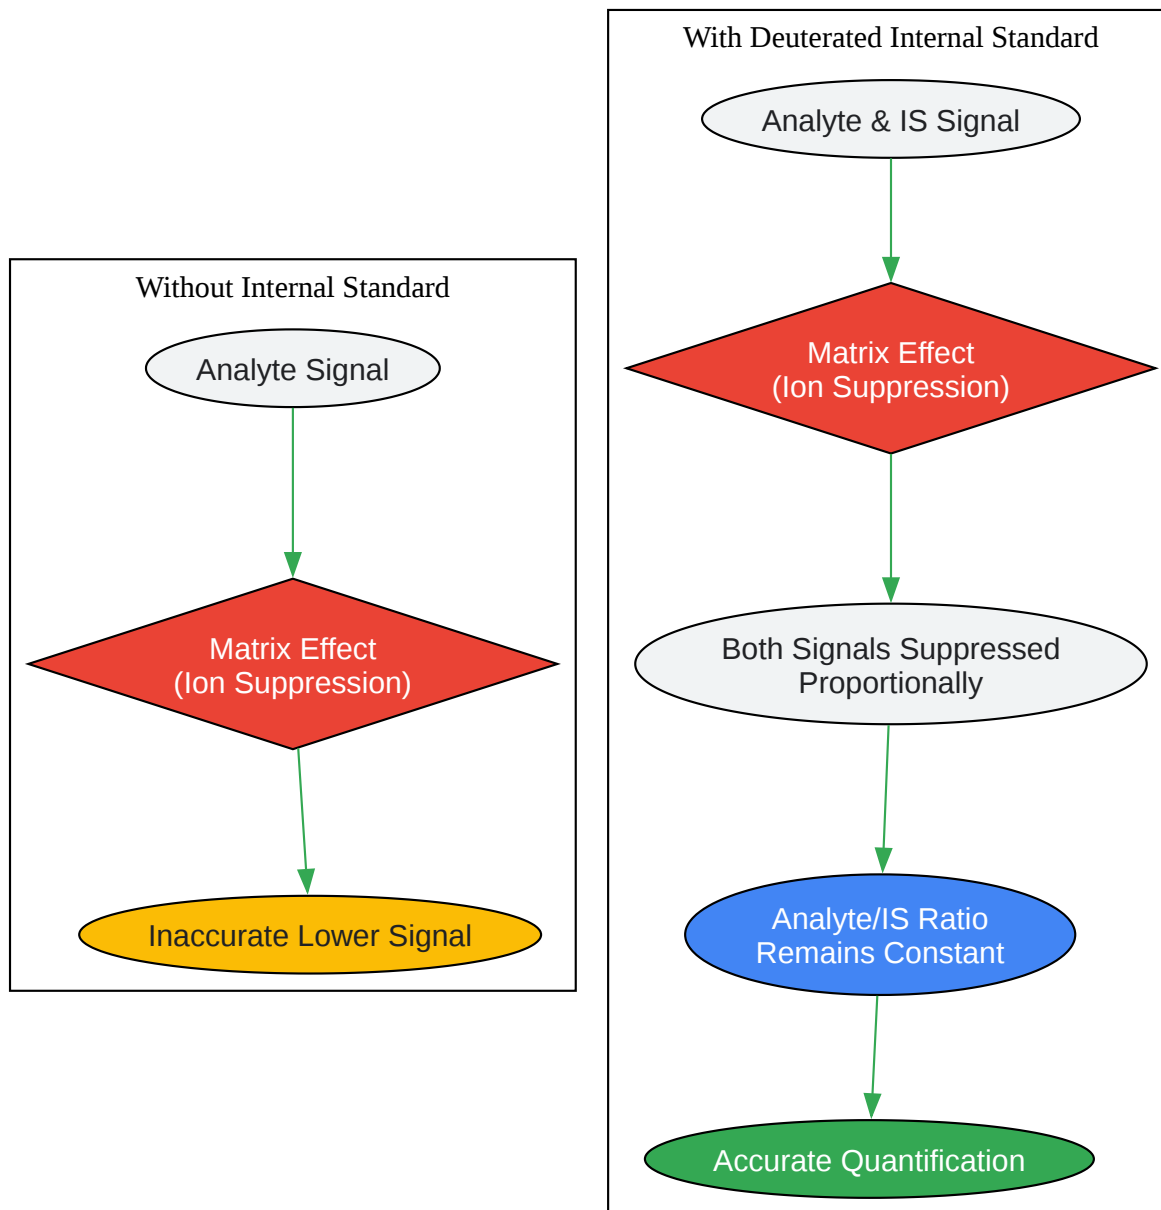 Without Internal Standard
Analyte Signal
Matrix Effect
(Ion Suppression)
Inaccurate Lower Signal
With Deuterated Internal Standard
Analyte & IS Signal
Matrix Effect
(Ion Suppression)
Both Signals Suppressed
Proportionally
Analyte/IS Ratio
Remains Constant
Accurate Quantification